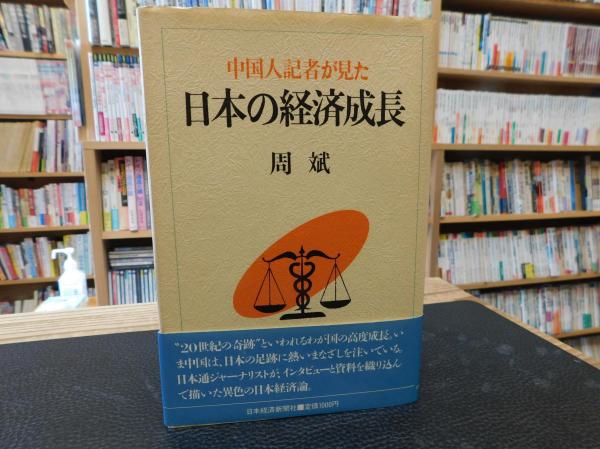 中国人記者が見た
日本の経済成長
周 斌
“20世紀の奇跡”といわれるわが国の高度成長。い
ま中国は、日本の足跡に熱いまなざしを注いでいる。
日本通ジャーナリストが、インタビューと資料を織り込ん
で描いた異色の日本経済論。
日本経済新聞社■定価1000円